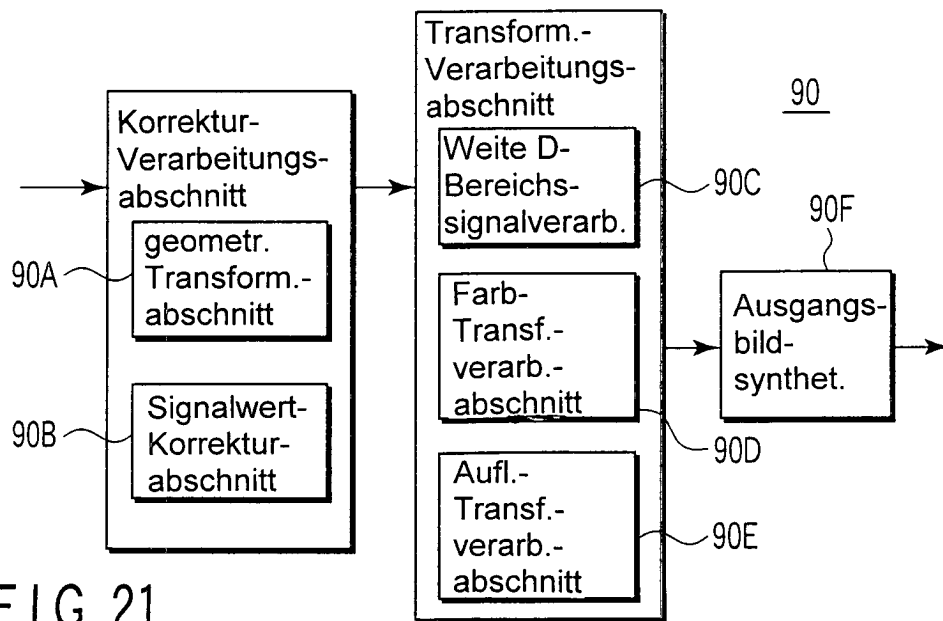 Korrektur-
Verarbeitungs-
abschnitt
geometr.
Transform.-
abschnitt
90A
Signalwert-
Korrektur-
abschnitt
90B
Transform.-
Verarbeitungs-
abschnitt
Weite D-
Bereichs-
signalverarb.
90C
Farb-
Transf.-
verarb.-
abschnitt
90D
Aufl.-
Transf.-
verarb.-
abschnitt
90E
90
90F
Ausgangs-
bild-
synthet.
FIG. 21